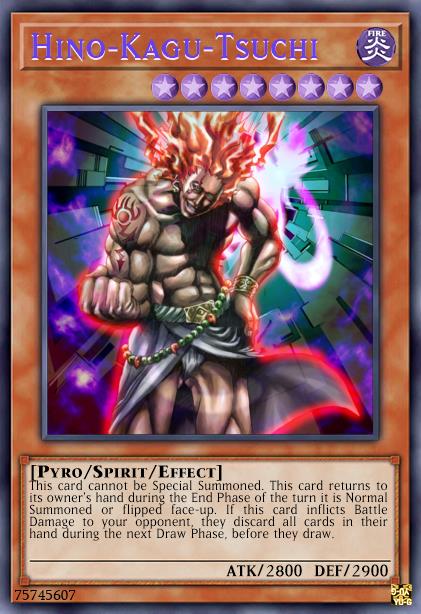 HINO-KAGU-TSUCHI
FIRE
炎
[PYRO/SPIRIT/EFFECT]
This card cannot be Special Summoned. This card returns to
its owner's hand during the End Phase of the turn it is Normal
Summoned or flipped face-up. If this card inflicts Battle
Damage to your opponent, they discard all cards in their
hand during the next Draw Phase, before they draw.
ATK/2800 DEF/2900
75745607